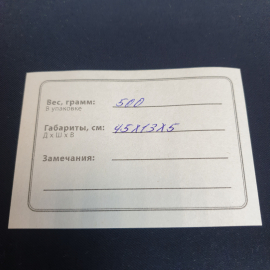 Вес, грамм: 500
В упаковке
Габариты, см: 45х13х5
Д х Ш х В
Замечания: